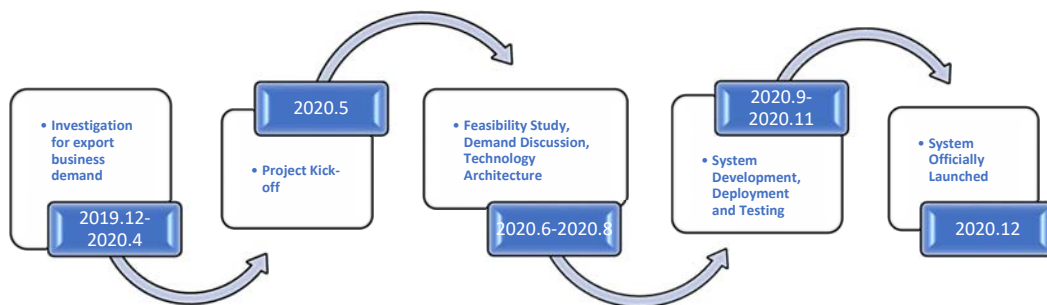 • Investigation
for export
business
demand
2019.12-
2020.4
2020.5
• Project Kick-
off
• Feasibility Study,
Demand Discussion,
Technology
Architecture
2020.6-2020.8
2020.9-
2020.11
• System
Development,
Deployment
and Testing
• System
Officially
Launched
2020.12